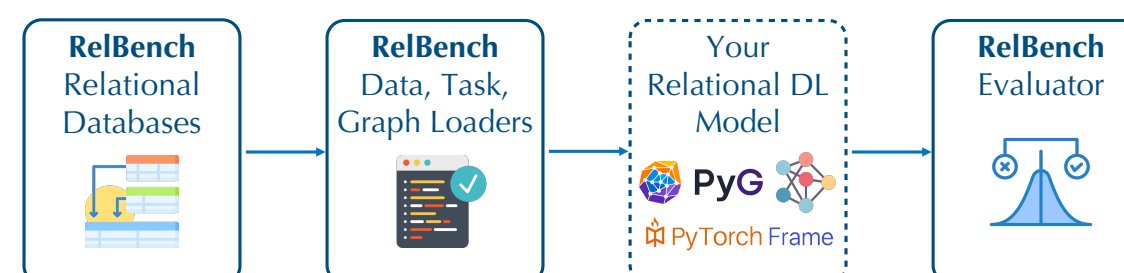 RelBench
Relational
Databases
RelBench
Data, Task,
Graph Loaders
Your
Relational DL
Model
PyG
PyTorch Frame
RelBench
Evaluator